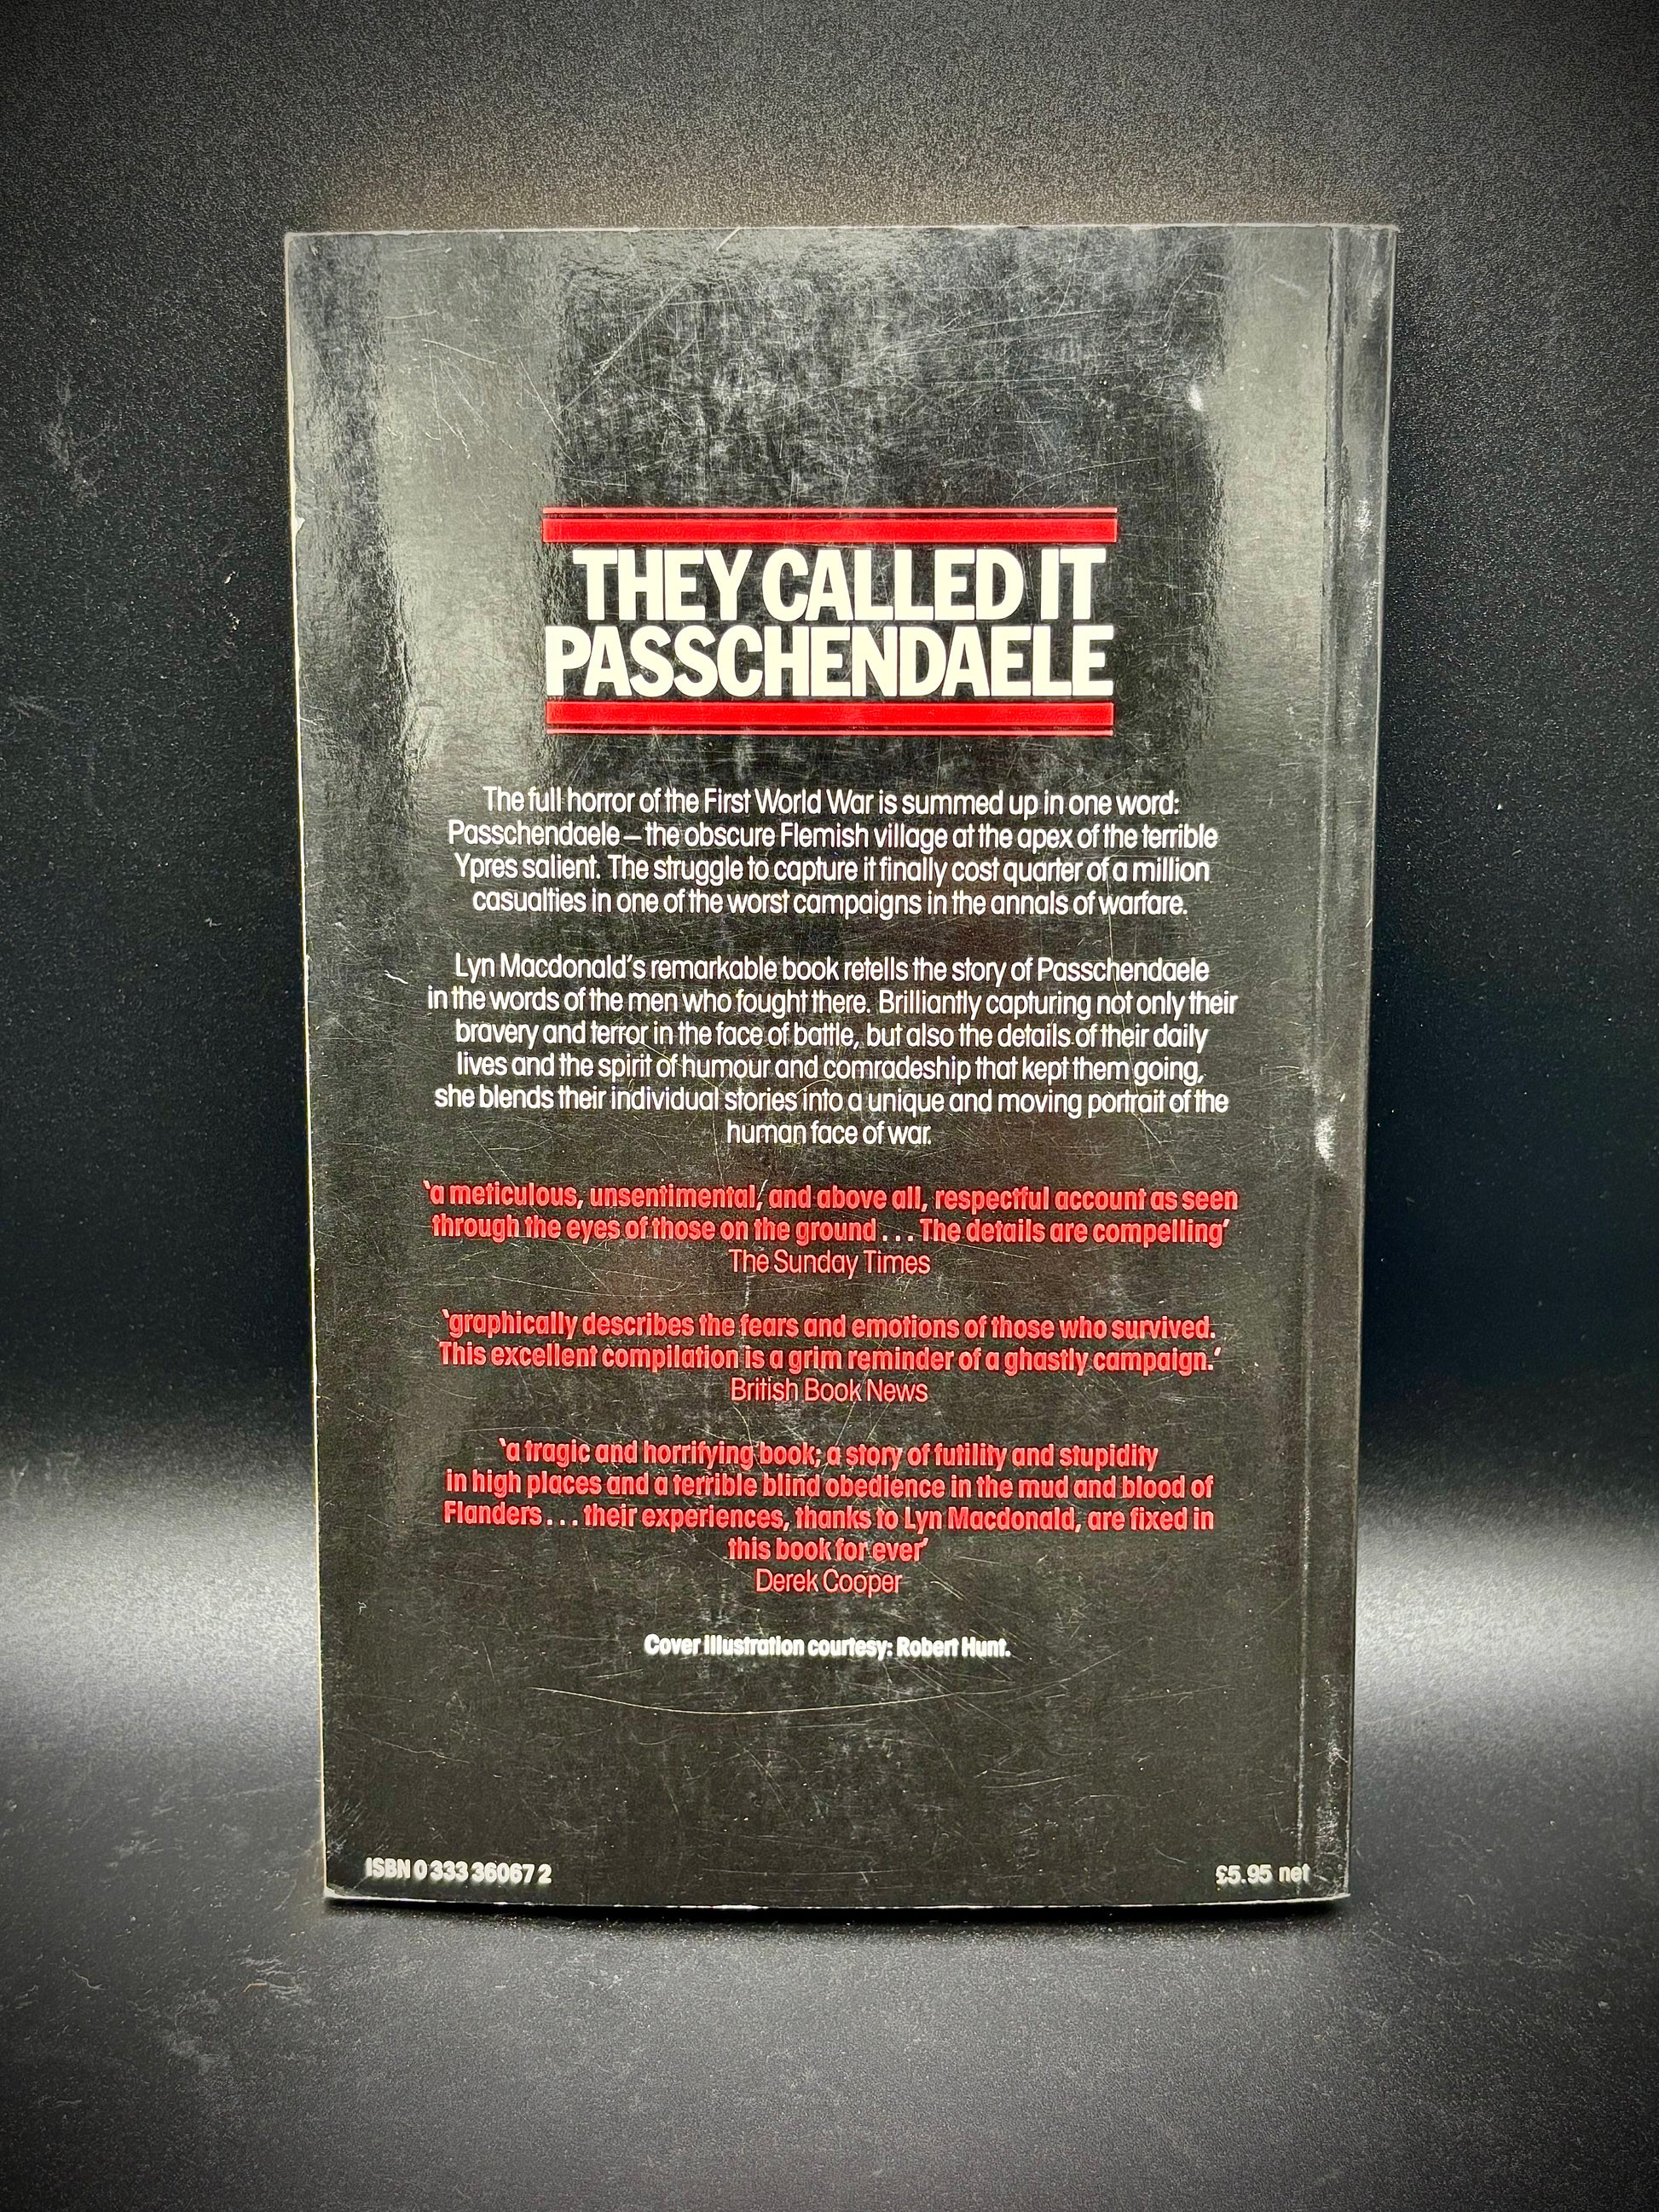 THEY CALLED IT
PASSCHENDAELE
The full horror of the First World War is summed up in one word:
Passchendaele – the obscure Flemish village at the apex of the terrible
Ypres salient. The struggle to capture it finally cost quarter of a million
casualties in one of the worst campaigns in the annals of warfare.
Lyn Macdonald's remarkable book retells the story of Passchendaele
in the words of the men who fought there. Brilliantly capturing not only their
bravery and terror in the face of battle, but also the details of their daily
lives and the spirit of humour and comradeship that kept them going,
she blends their individual stories into a unique and moving portrait of the
human face of war.
‘a meticulous, unsentimental, and above all, respectful account as seen
through the eyes of those on the ground . . . The details are compelling’
The Sunday Times
‘graphically describes the fears and emotions of those who survived.
This excellent compilation is a grim reminder of a ghastly campaign.’
British Book News
‘a tragic and horrifying book; a story of futility and stupidity
in high places and a terrible blind obedience in the mud and blood of
Flanders . . . their experiences, thanks to Lyn Macdonald, are fixed in
this book for ever’
Derek Cooper
Cover illustration courtesy: Robert Hunt.
ISBN 0 333 36067 2
£5.95 net